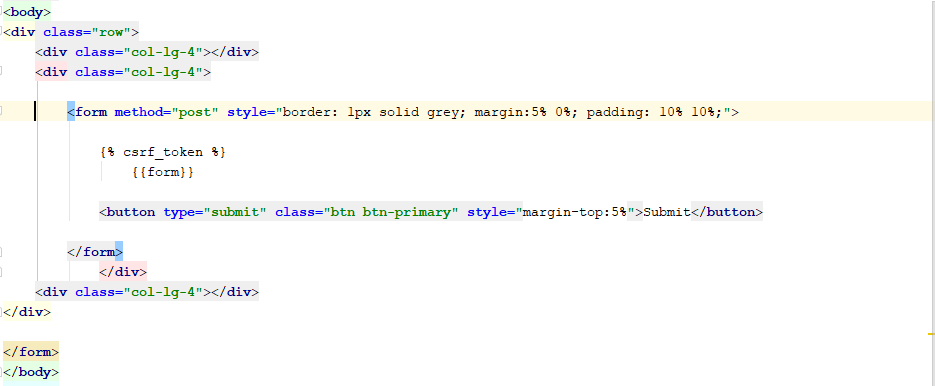 <body>
<div class="row">
<div class="col-lg-4"></div>
<div class="col-lg-4">
<form method="post" style="border: 1px solid grey; margin:5% 0%; padding: 10% 10%;">
{% csrf_token %}
{{form}}
<button type="submit" class="btn btn-primary" style="margin-top:5%">Submit</button>
</form>
</div>
<div class="col-lg-4"></div>
</div>
</form>
</body>